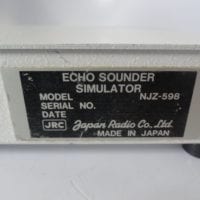 ECHO SOUNDER
SIMULATOR
MODEL NJZ-598
SERIAL NO.
DATE
JRC Japan Radio Co., Ltd.
MADE IN JAPAN